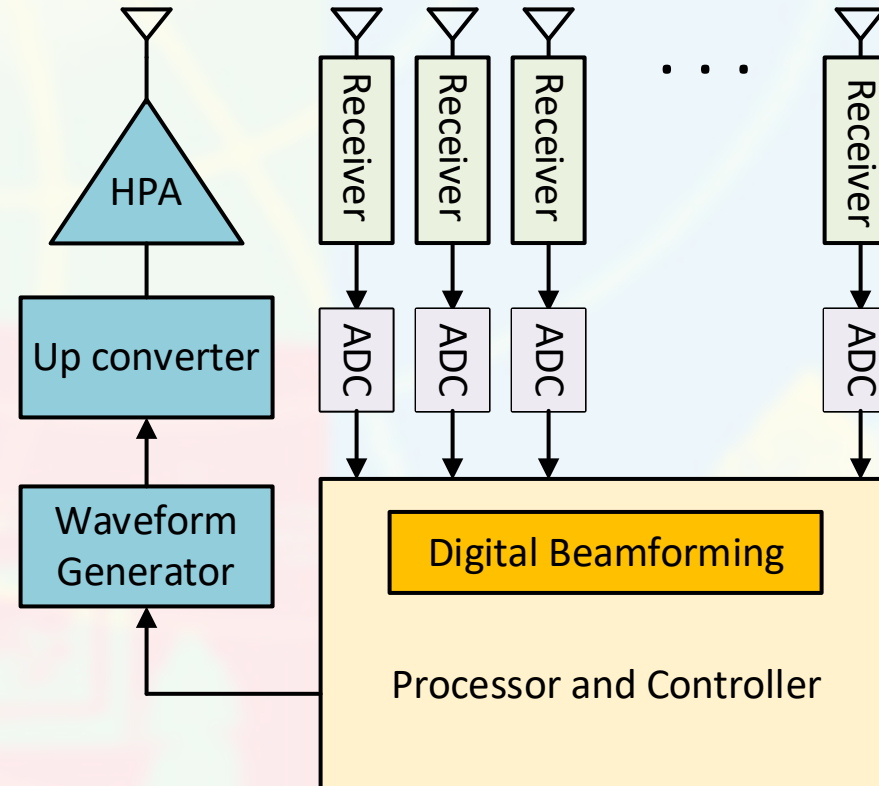 HPA
Up converter
Waveform
Generator
Receiver
Receiver
Receiver
. . .
Receiver
ADC
ADC
ADC
ADC
Digital Beamforming
Processor and Controller